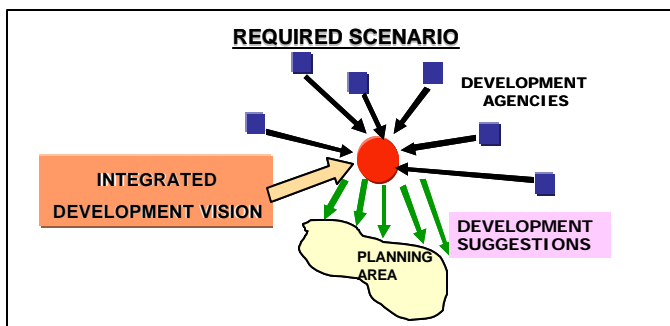 REQUIRED SCENARIO
DEVELOPMENT
AGENCIES
INTEGRATED
DEVELOPMENT VISION
DEVELOPMENT
SUGGESTIONS
PLANNING
AREA